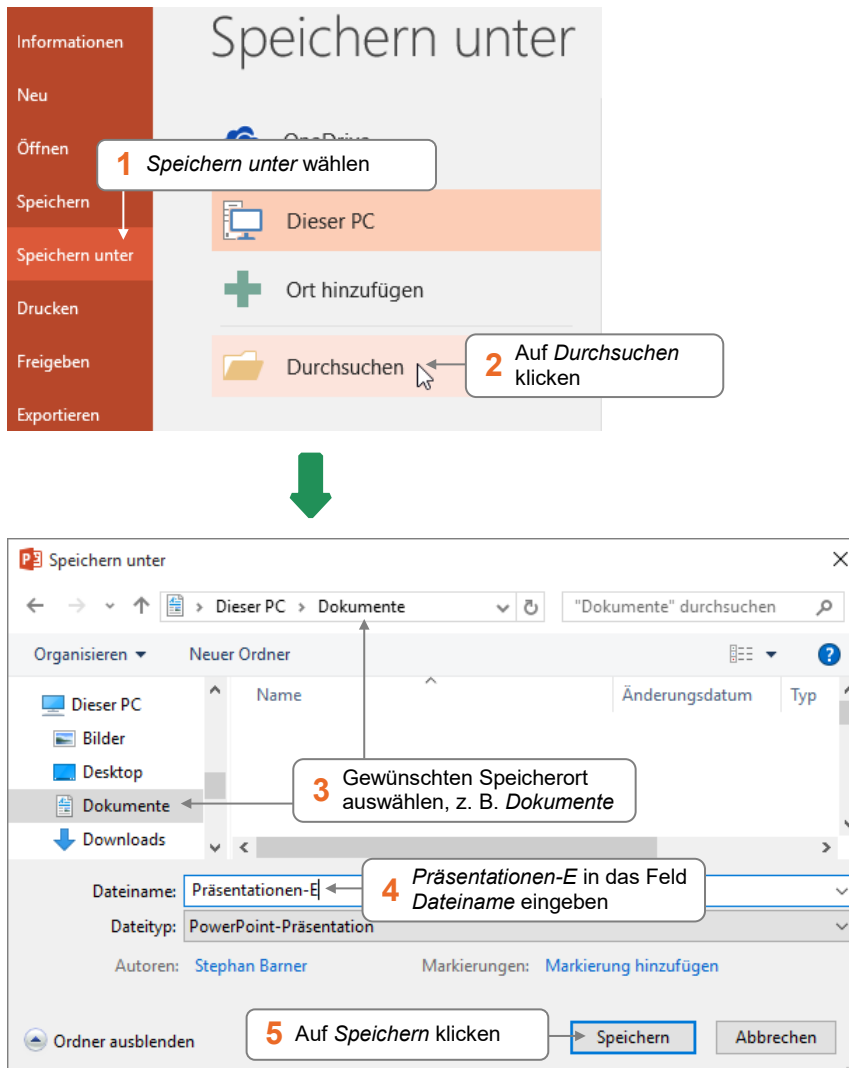 Informationen
Speichern unter
Neu
OneDrive
Öffnen
1 Speichern unter wählen
Speichern
Dieser PC
Speichern unter
Ort hinzufügen
Drucken
Freigeben
Durchsuchen
2 Auf Durchsuchen
klicken
Exportieren
Speichern unter
Dieser PC > Dokumente
"Dokumente" durchsuchen
Organisieren
Neuer Ordner
Dieser PC
Name
Änderungsdatum
Typ
Bilder
Desktop
Dokumente
Downloads
3 Gewünschten Speicherort
auswählen, z. B. Dokumente
4 Präsentationen-E in das Feld
Dateiname eingeben
Dateiname: Präsentationen-E
Dateityp: PowerPoint-Präsentation
Autoren: Stephan Barner
Markierungen: Markierung hinzufügen
Ordner ausblenden
5 Auf Speichern klicken
Speichern
Abbrechen